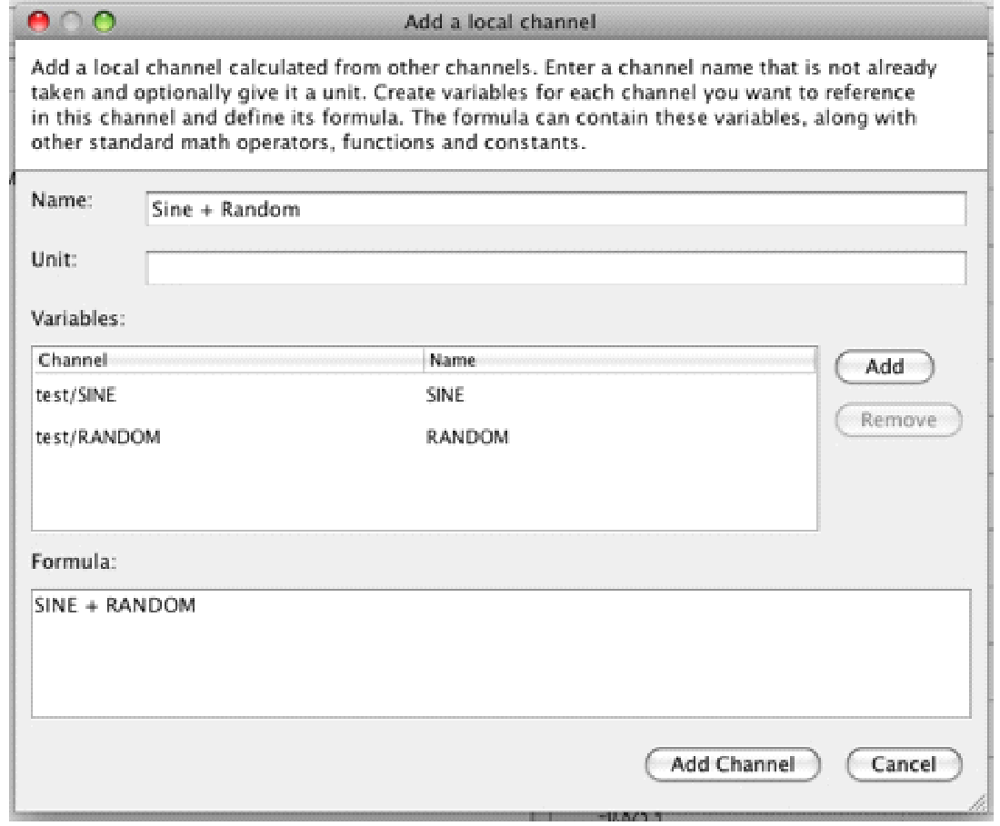 Add a local channel
Add a local channel calculated from other channels. Enter a channel name that is not already
taken and optionally give it a unit. Create variables for each channel you want to reference
in this channel and define its formula. The formula can contain these variables, along with
other standard math operators, functions and constants.
Name:
Sine + Random
Unit:
Variables:
Channel
Name
Add
test/SINE
SINE
Remove
test/RANDOM
RANDOM
Formula:
SINE + RANDOM
Add Channel
Cancel